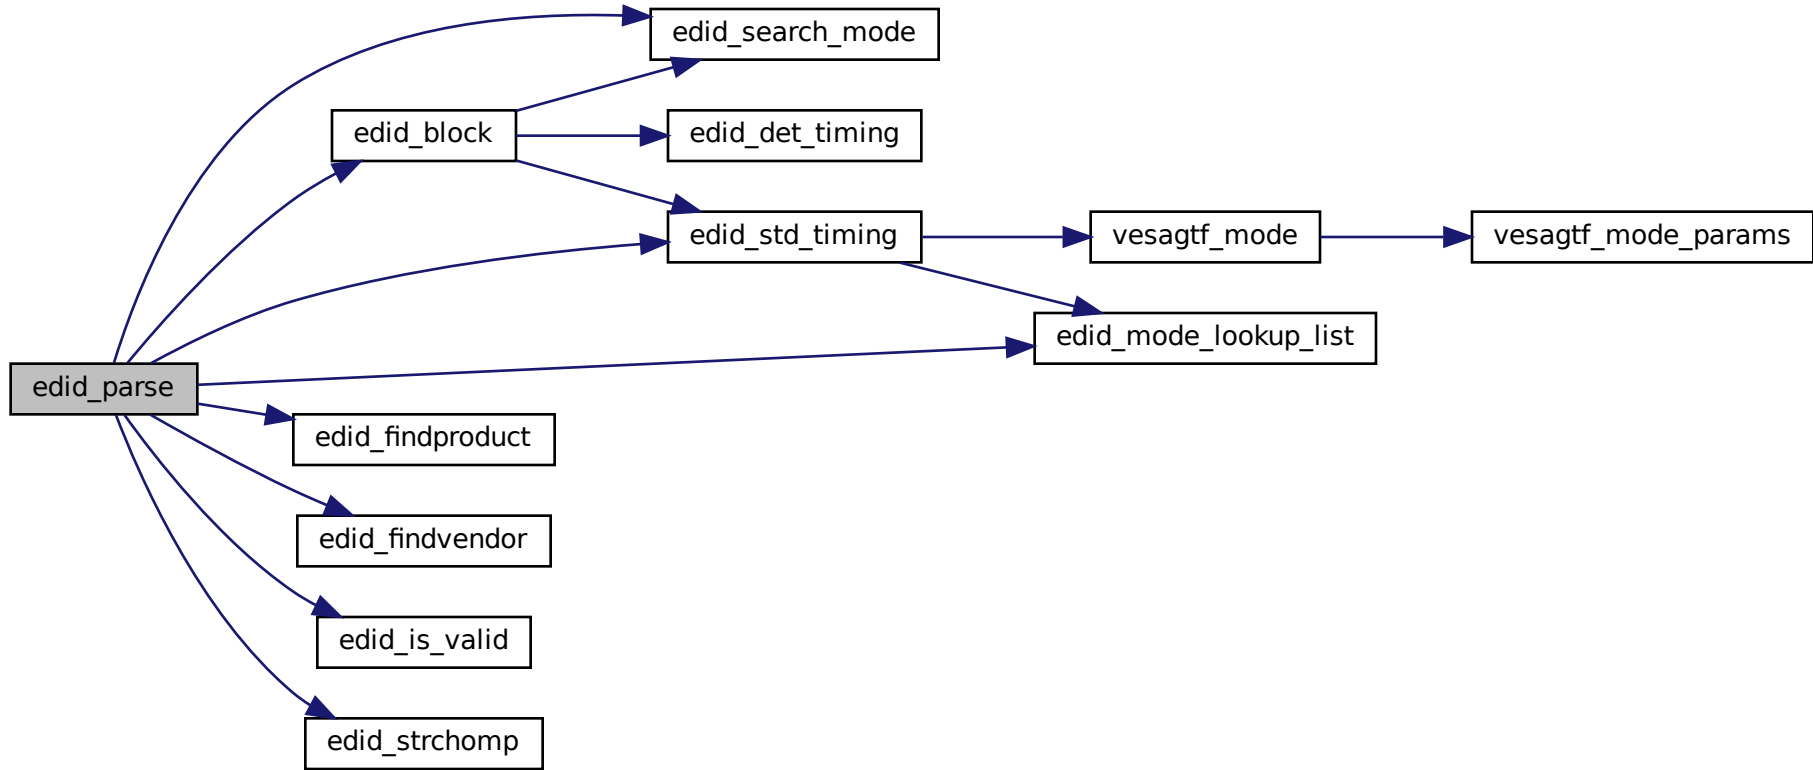 edid_search_mode
edid_block
edid_det_timing
edid_std_timing
vesagtf_mode
vesagtf_mode_params
edid_mode_lookup_list
edid_parse
edid_findproduct
edid_findvendor
edid_is_valid
edid_strchomp